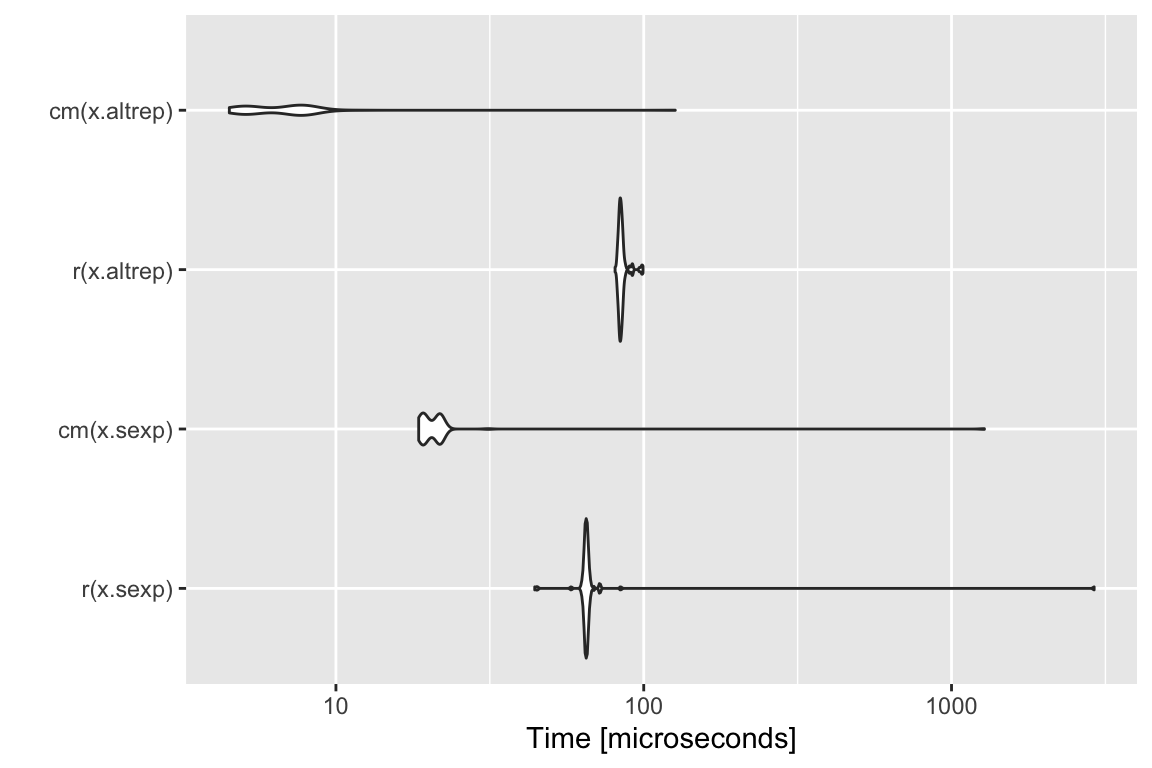 cm(x.altrep)
r(x.altrep)
cm(x.sexp)
r(x.sexp)
10 100 1000
Time [microseconds]